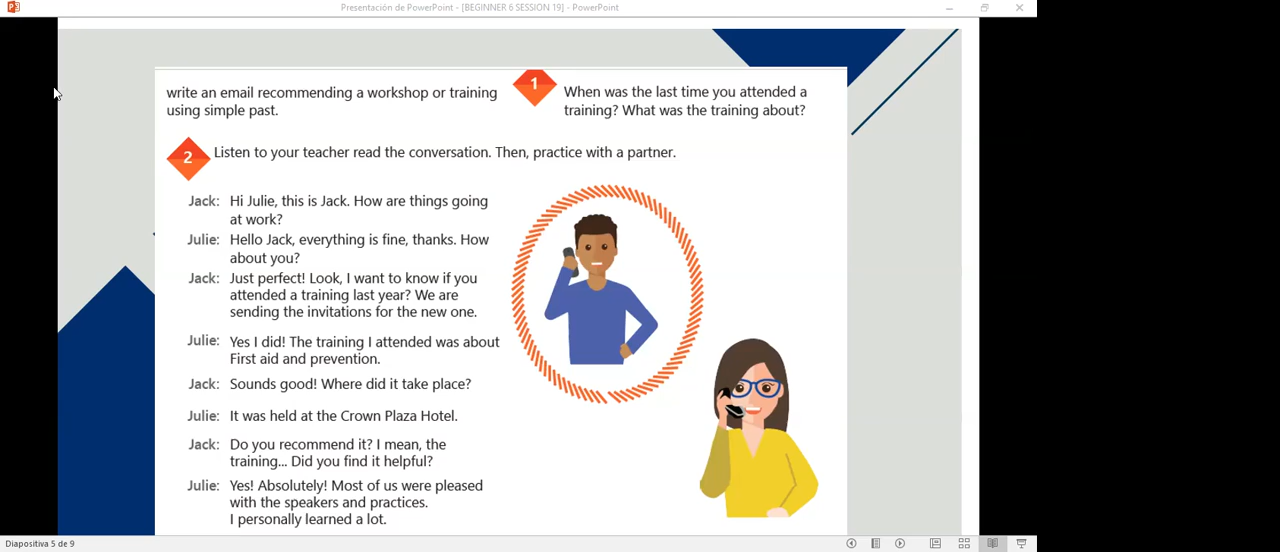 Presentación de PowerPoint - [BEGINNER 6 SESSION 19] - PowerPoint
write an email recommending a workshop or training
using simple past.
1
When was the last time you attended a
training? What was the training about?
2
Listen to your teacher read the conversation. Then, practice with a partner.
Jack: Hi Julie, this is Jack. How are things going
at work?
Julie: Hello Jack, everything is fine, thanks. How
about you?
Jack: Just perfect! Look, I want to know if you
attended a training last year? We are
sending the invitations for the new one.
Julie: Yes I did! The training I attended was about
First aid and prevention.
Jack: Sounds good! Where did it take place?
Julie: It was held at the Crown Plaza Hotel.
Jack: Do you recommend it? I mean, the
training... Did you find it helpful?
Julie: Yes! Absolutely! Most of us were pleased
with the speakers and practices.
I personally learned a lot.
Diapositiva 5 de 9